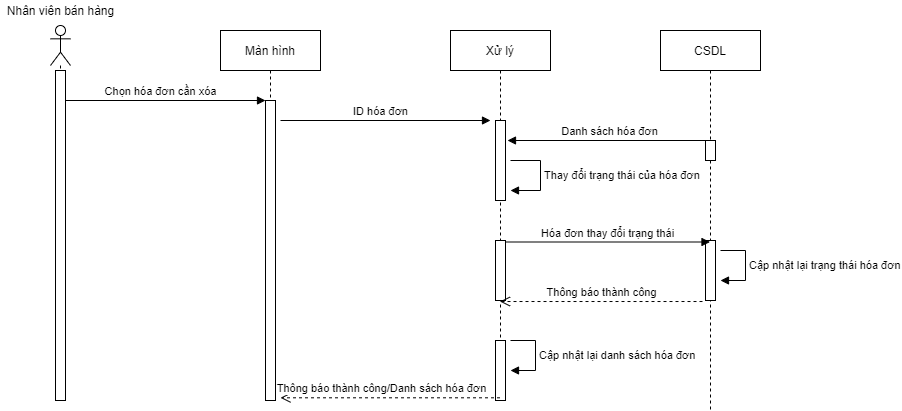 Nhân viên bán hàng
Màn hình
Xử lý
CSDL
Chọn hóa đơn cần xóa
ID hóa đơn
Danh sách hóa đơn
Thay đổi trạng thái của hóa đơn
Hóa đơn thay đổi trạng thái
Cập nhật lại trạng thái hóa đơn
Thông báo thành công
Cập nhật lại danh sách hóa đơn
Thông báo thành công/Danh sách hóa đơn